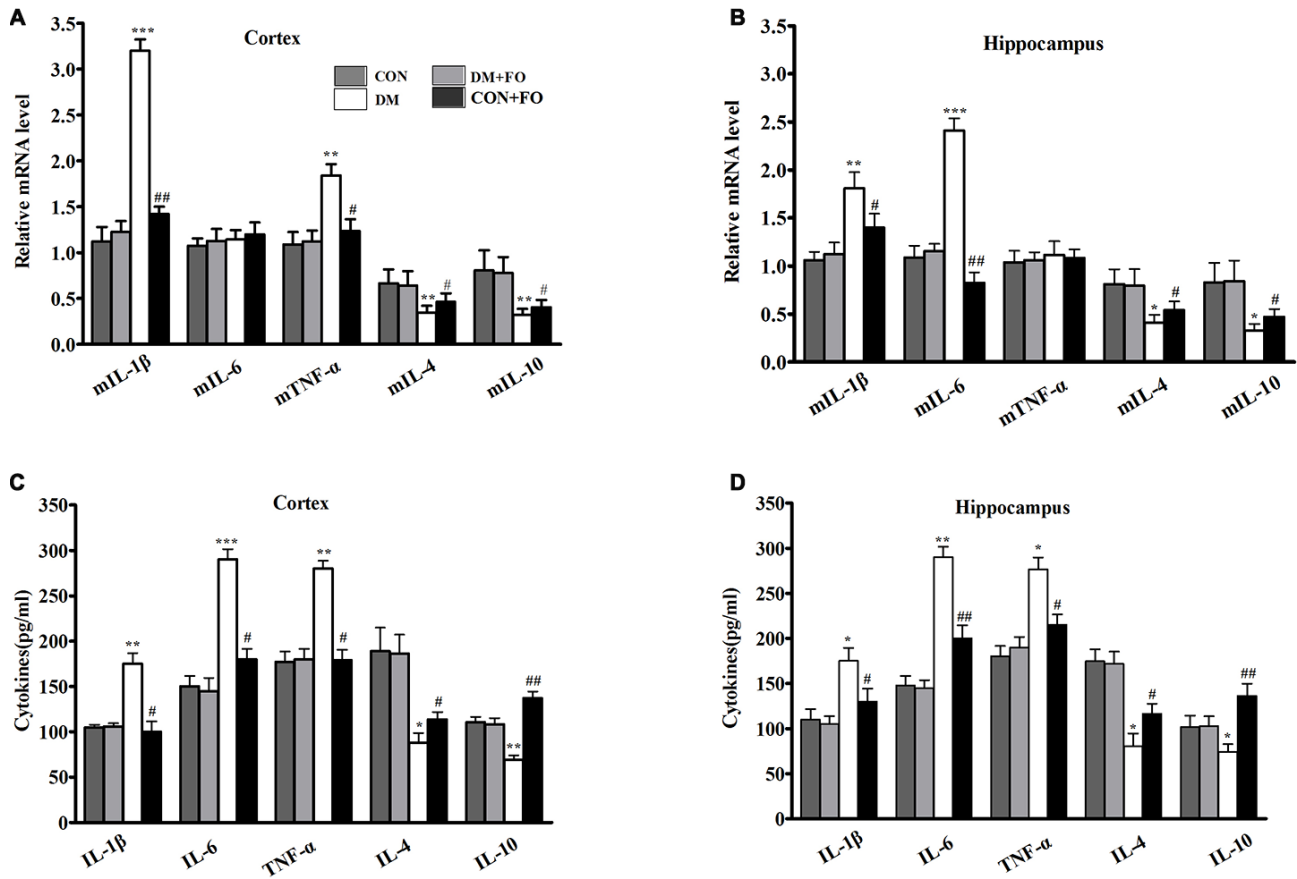 A
Cortex
CON
DM+FO
DM
CON+FO
Relative mRNA level
3.5
3.0
2.5
2.0
1.5
1.0
0.5
0.0
***
##
**
#
**
#
**
#
mIL-1β
mIL-6
mTNF-α
mIL-4
mIL-10
B
Hippocampus
Relative mRNA level
3.5
3.0
2.5
2.0
1.5
1.0
0.5
0.0
**
#
***
##
*
#
*
#
mIL-1β
mIL-6
mTNF-α
mIL-4
mIL-10
C
Cortex
Cytokines(pg/ml)
350
300
250
200
150
100
50
0
**
#
***
#
**
#
*
#
**
##
IL-1β
IL-6
TNF-α
IL-4
IL-10
D
Hippocampus
Cytokines(pg/ml)
350
300
250
200
150
100
50
0
*
#
**
##
*
#
*
#
*
##
IL-1β
IL-6
TNF-α
IL-4
IL-10